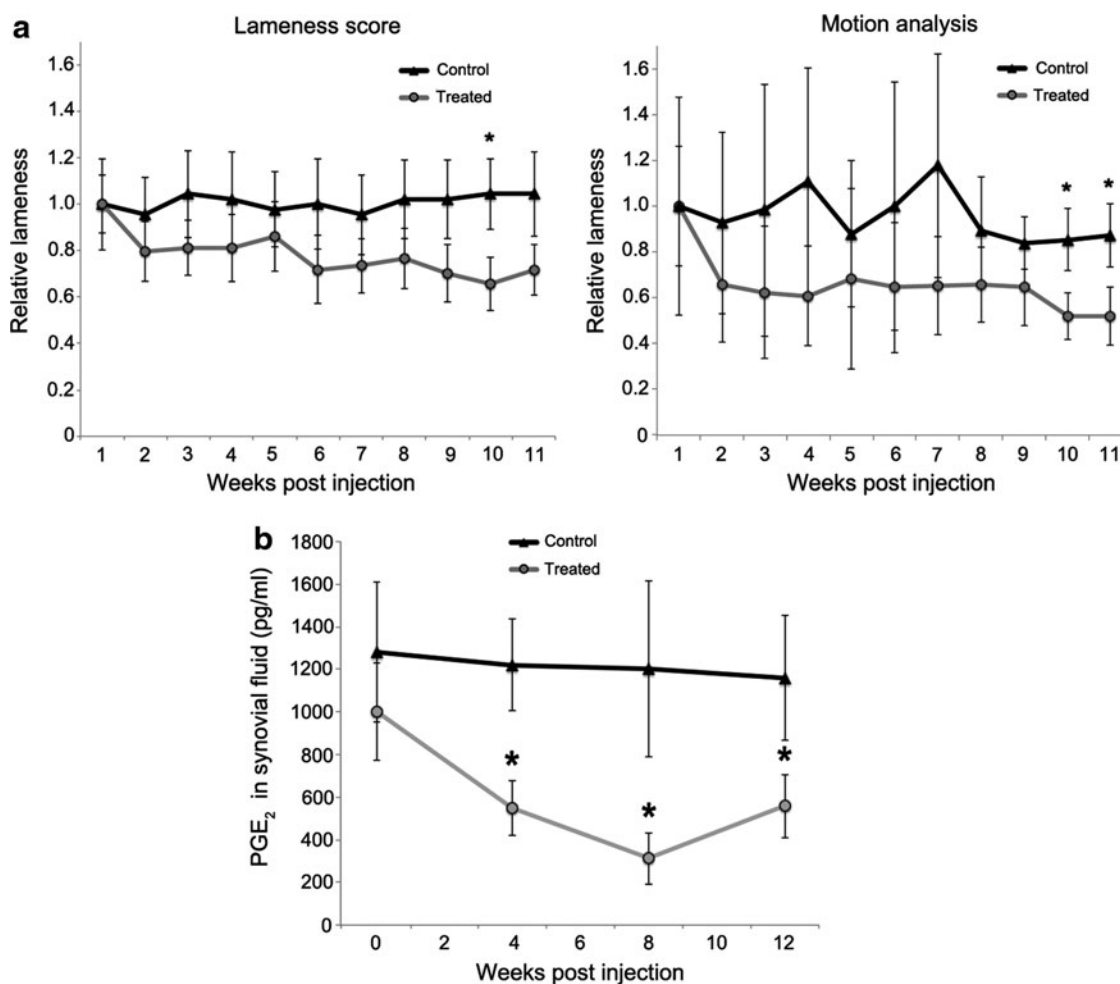 a
Lameness score
Relative lameness
1.6
1.4
1.2
1.0
0.8
0.6
0.4
0.2
0
Control
Treated
*
1 2 3 4 5 6 7 8 9 10 11
Weeks post injection
Motion analysis
Relative lameness
1.6
1.4
1.2
1.0
0.8
0.6
0.4
0.2
0
Control
Treated
* *
1 2 3 4 5 6 7 8 9 10 11
Weeks post injection
b
PGE₂ in synovial fluid (pg/ml)
1800
1600
1400
1200
1000
800
600
400
200
0
Control
Treated
* * *
0 2 4 6 8 10 12
Weeks post injection